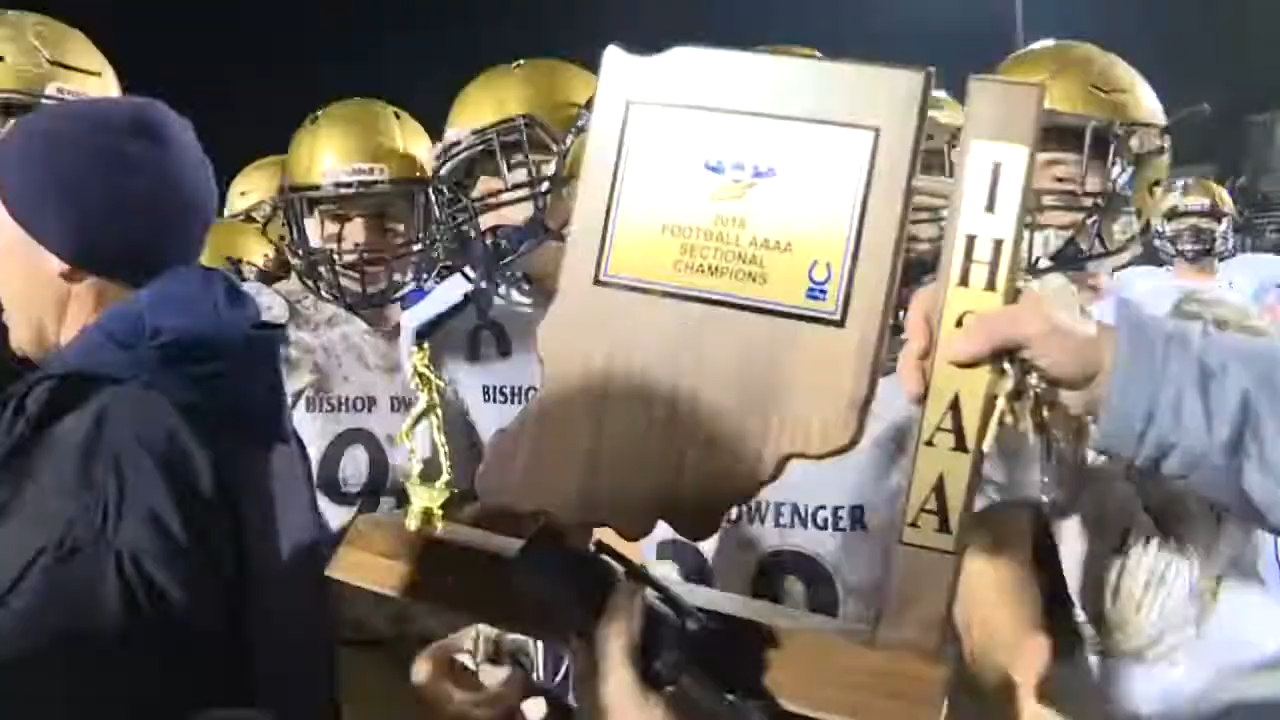 2018
FOOTBALL AAAA
SECTIONAL
CHAMPIONS
IHSAA
BISHOP DW
BISHO
DWENGER